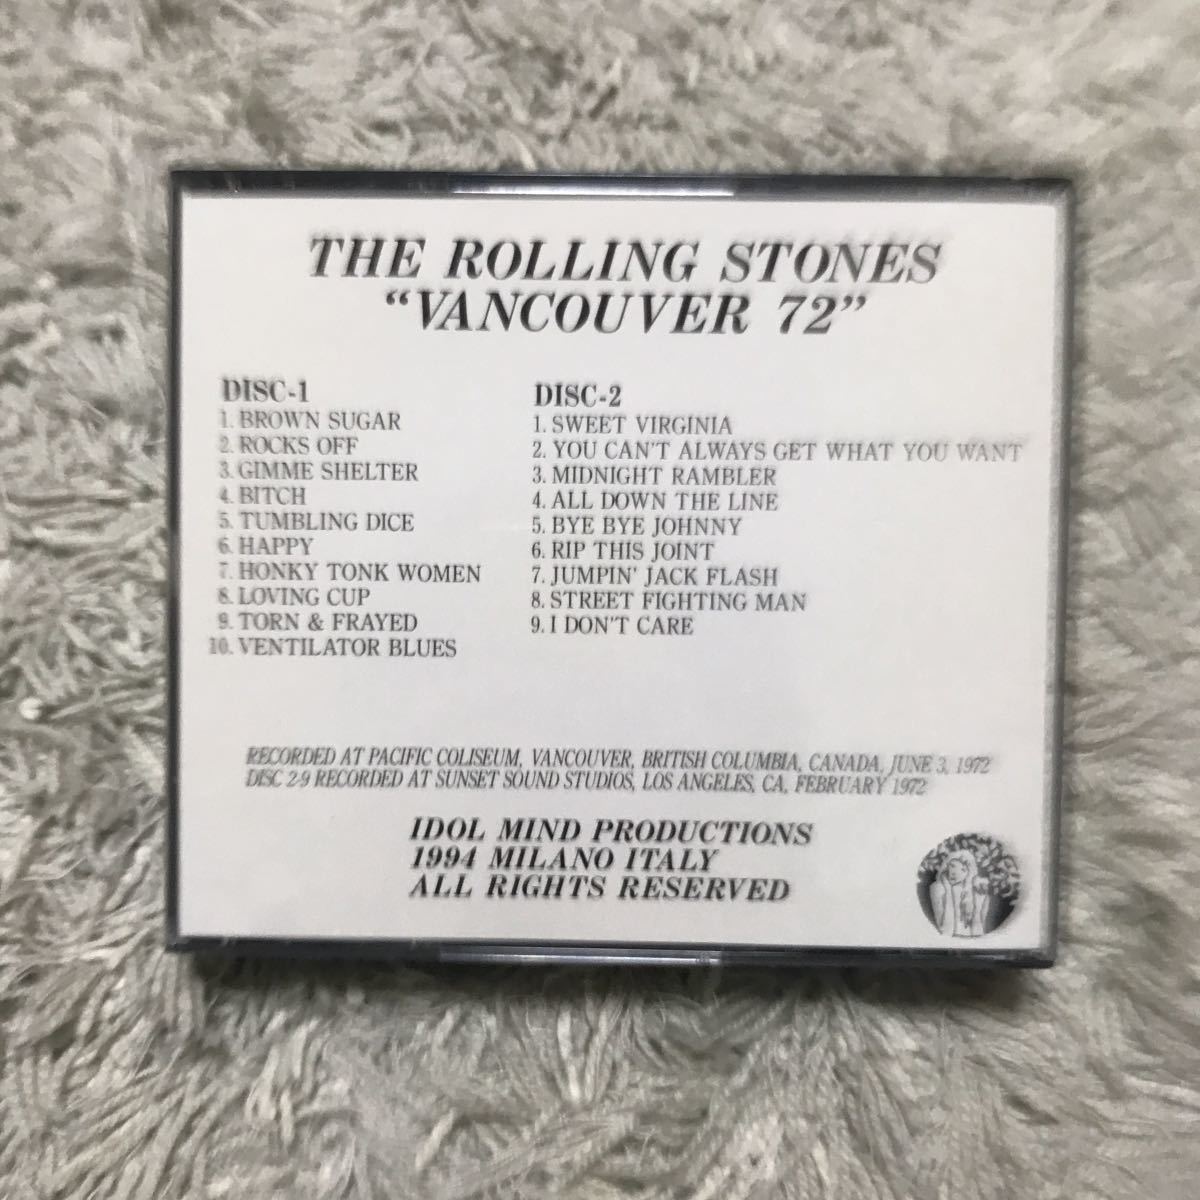 THE ROLLING STONES
“VANCOUVER 72”
DISC-1
1. BROWN SUGAR
2. ROCKS OFF
3. GIMME SHELTER
4. BITCH
5. TUMBLING DICE
6. HAPPY
7. HONKY TONK WOMEN
8. LOVING CUP
9. TORN & FRAYED
10. VENTILATOR BLUES
DISC-2
1. SWEET VIRGINIA
2. YOU CAN'T ALWAYS GET WHAT YOU WANT
3. MIDNIGHT RAMBLER
4. ALL DOWN THE LINE
5. BYE BYE JOHNNY
6. RIP THIS JOINT
7. JUMPIN' JACK FLASH
8. STREET FIGHTING MAN
9. I DON'T CARE
RECORDED AT PACIFIC COLISEUM, VANCOUVER, BRITISH COLUMBIA, CANADA, JUNE 3, 1972
DISC 2-9 RECORDED AT SUNSET SOUND STUDIOS, LOS ANGELES, CA, FEBRUARY 1972
IDOL MIND PRODUCTIONS
1994 MILANO ITALY
ALL RIGHTS RESERVED